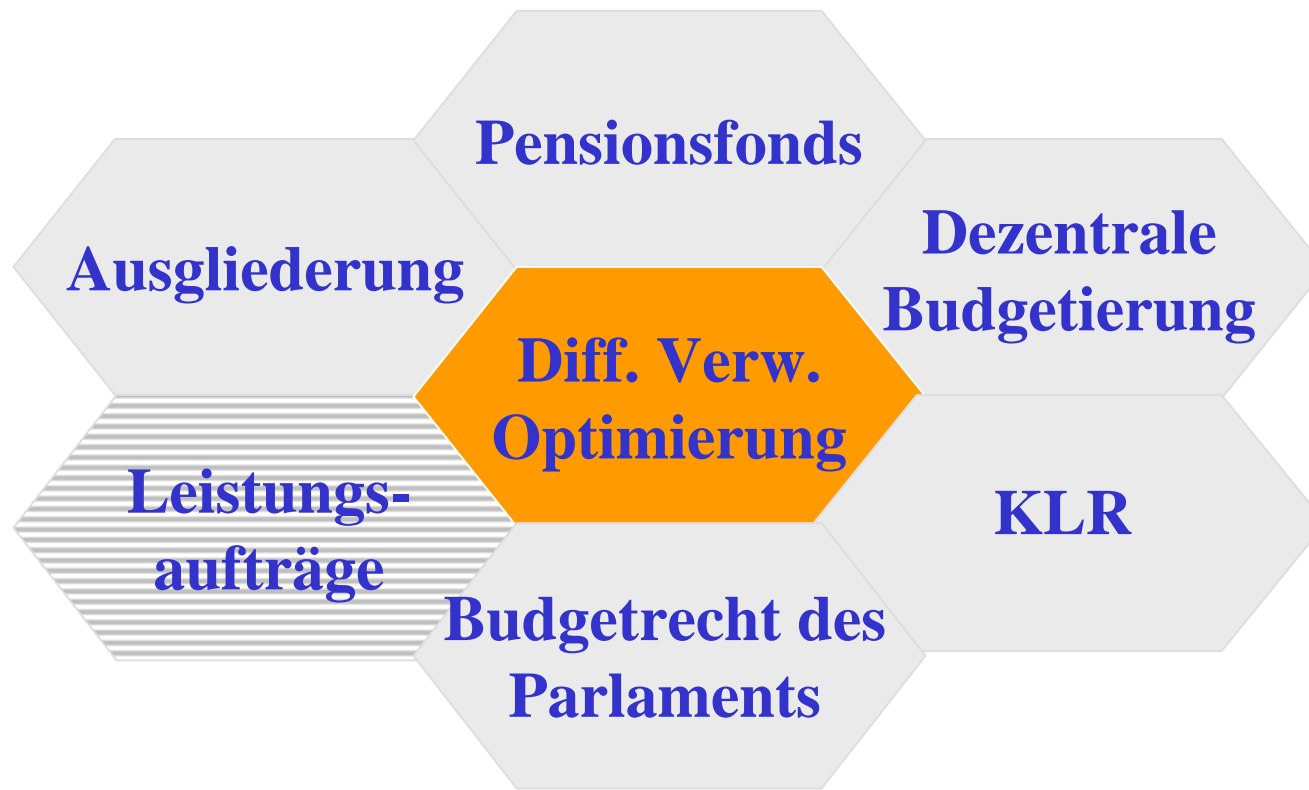 Pensionsfonds
Ausgliederung
Dezentrale
Budgetierung
Diff. Verw.
Optimierung
Leistungs-
aufträge
KLR
Budgetrecht des
Parlaments